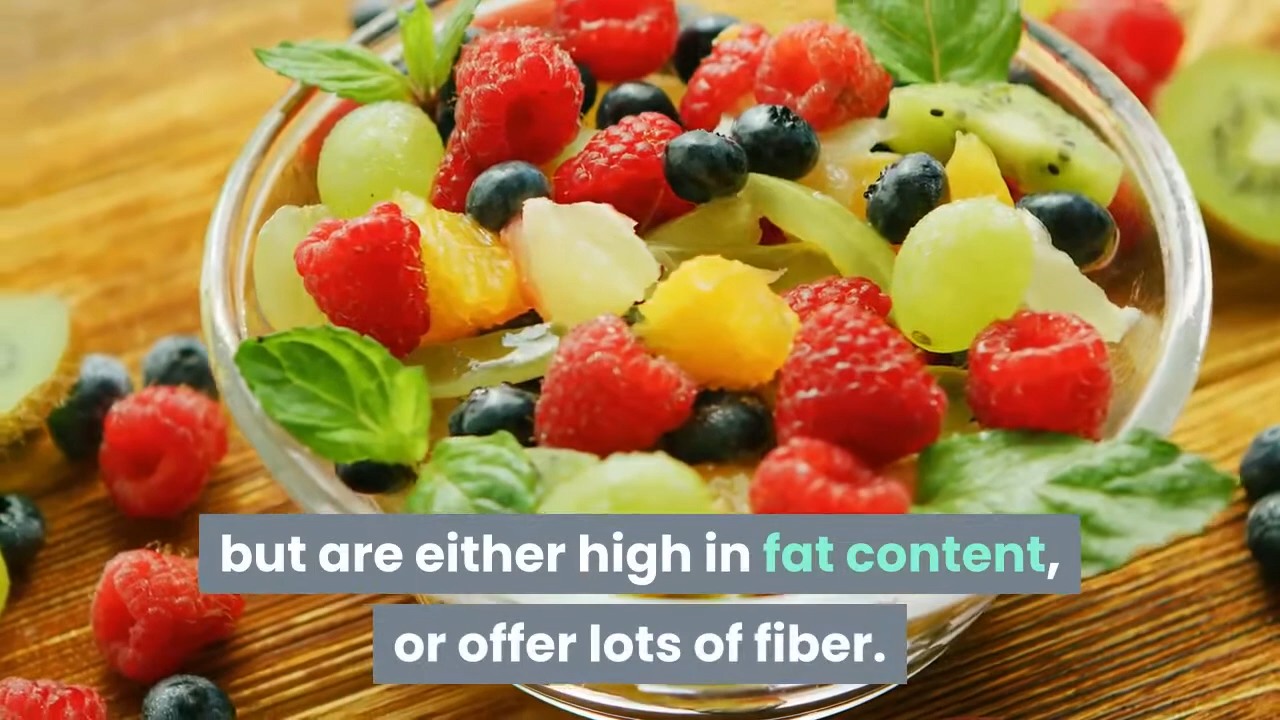 but are either high in fat content,
or offer lots of fiber.